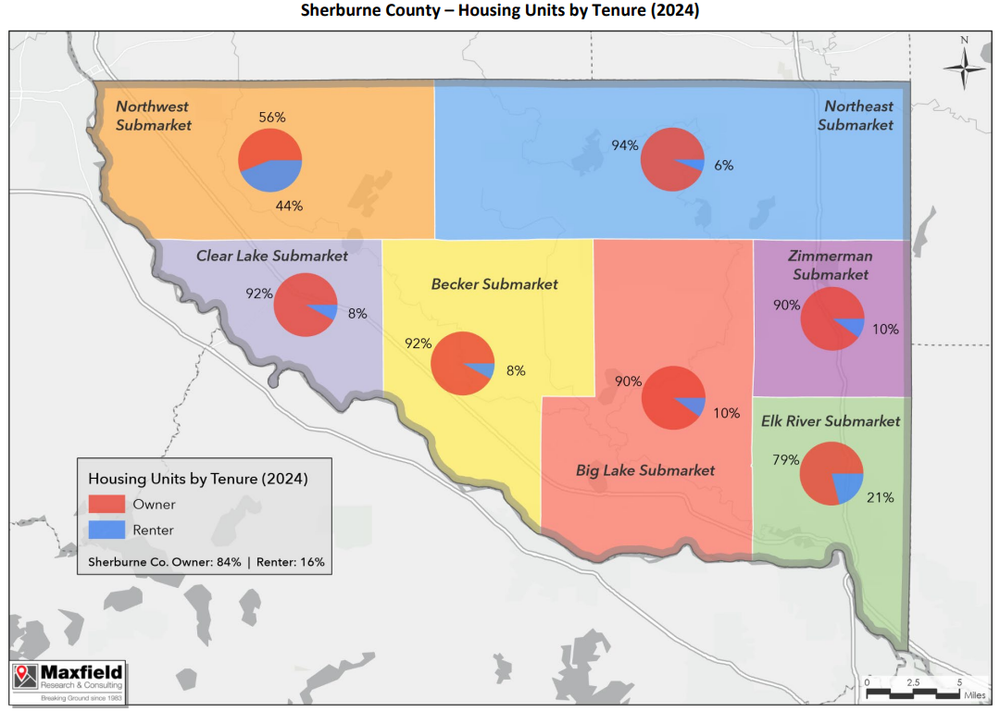 Sherburne County – Housing Units by Tenure (2024)
N
Northwest
Submarket
56%
44%
Northeast
Submarket
94%
6%
Clear Lake Submarket
92%
8%
Becker Submarket
92%
8%
Big Lake Submarket
90%
10%
Zimmerman
Submarket
90%
10%
Elk River Submarket
79%
21%
Housing Units by Tenure (2024)
Owner
Renter
Sherburne Co. Owner: 84% | Renter: 16%
Maxfield
Research & Consulting
Breaking Ground since 1983
0 2.5 5
Miles